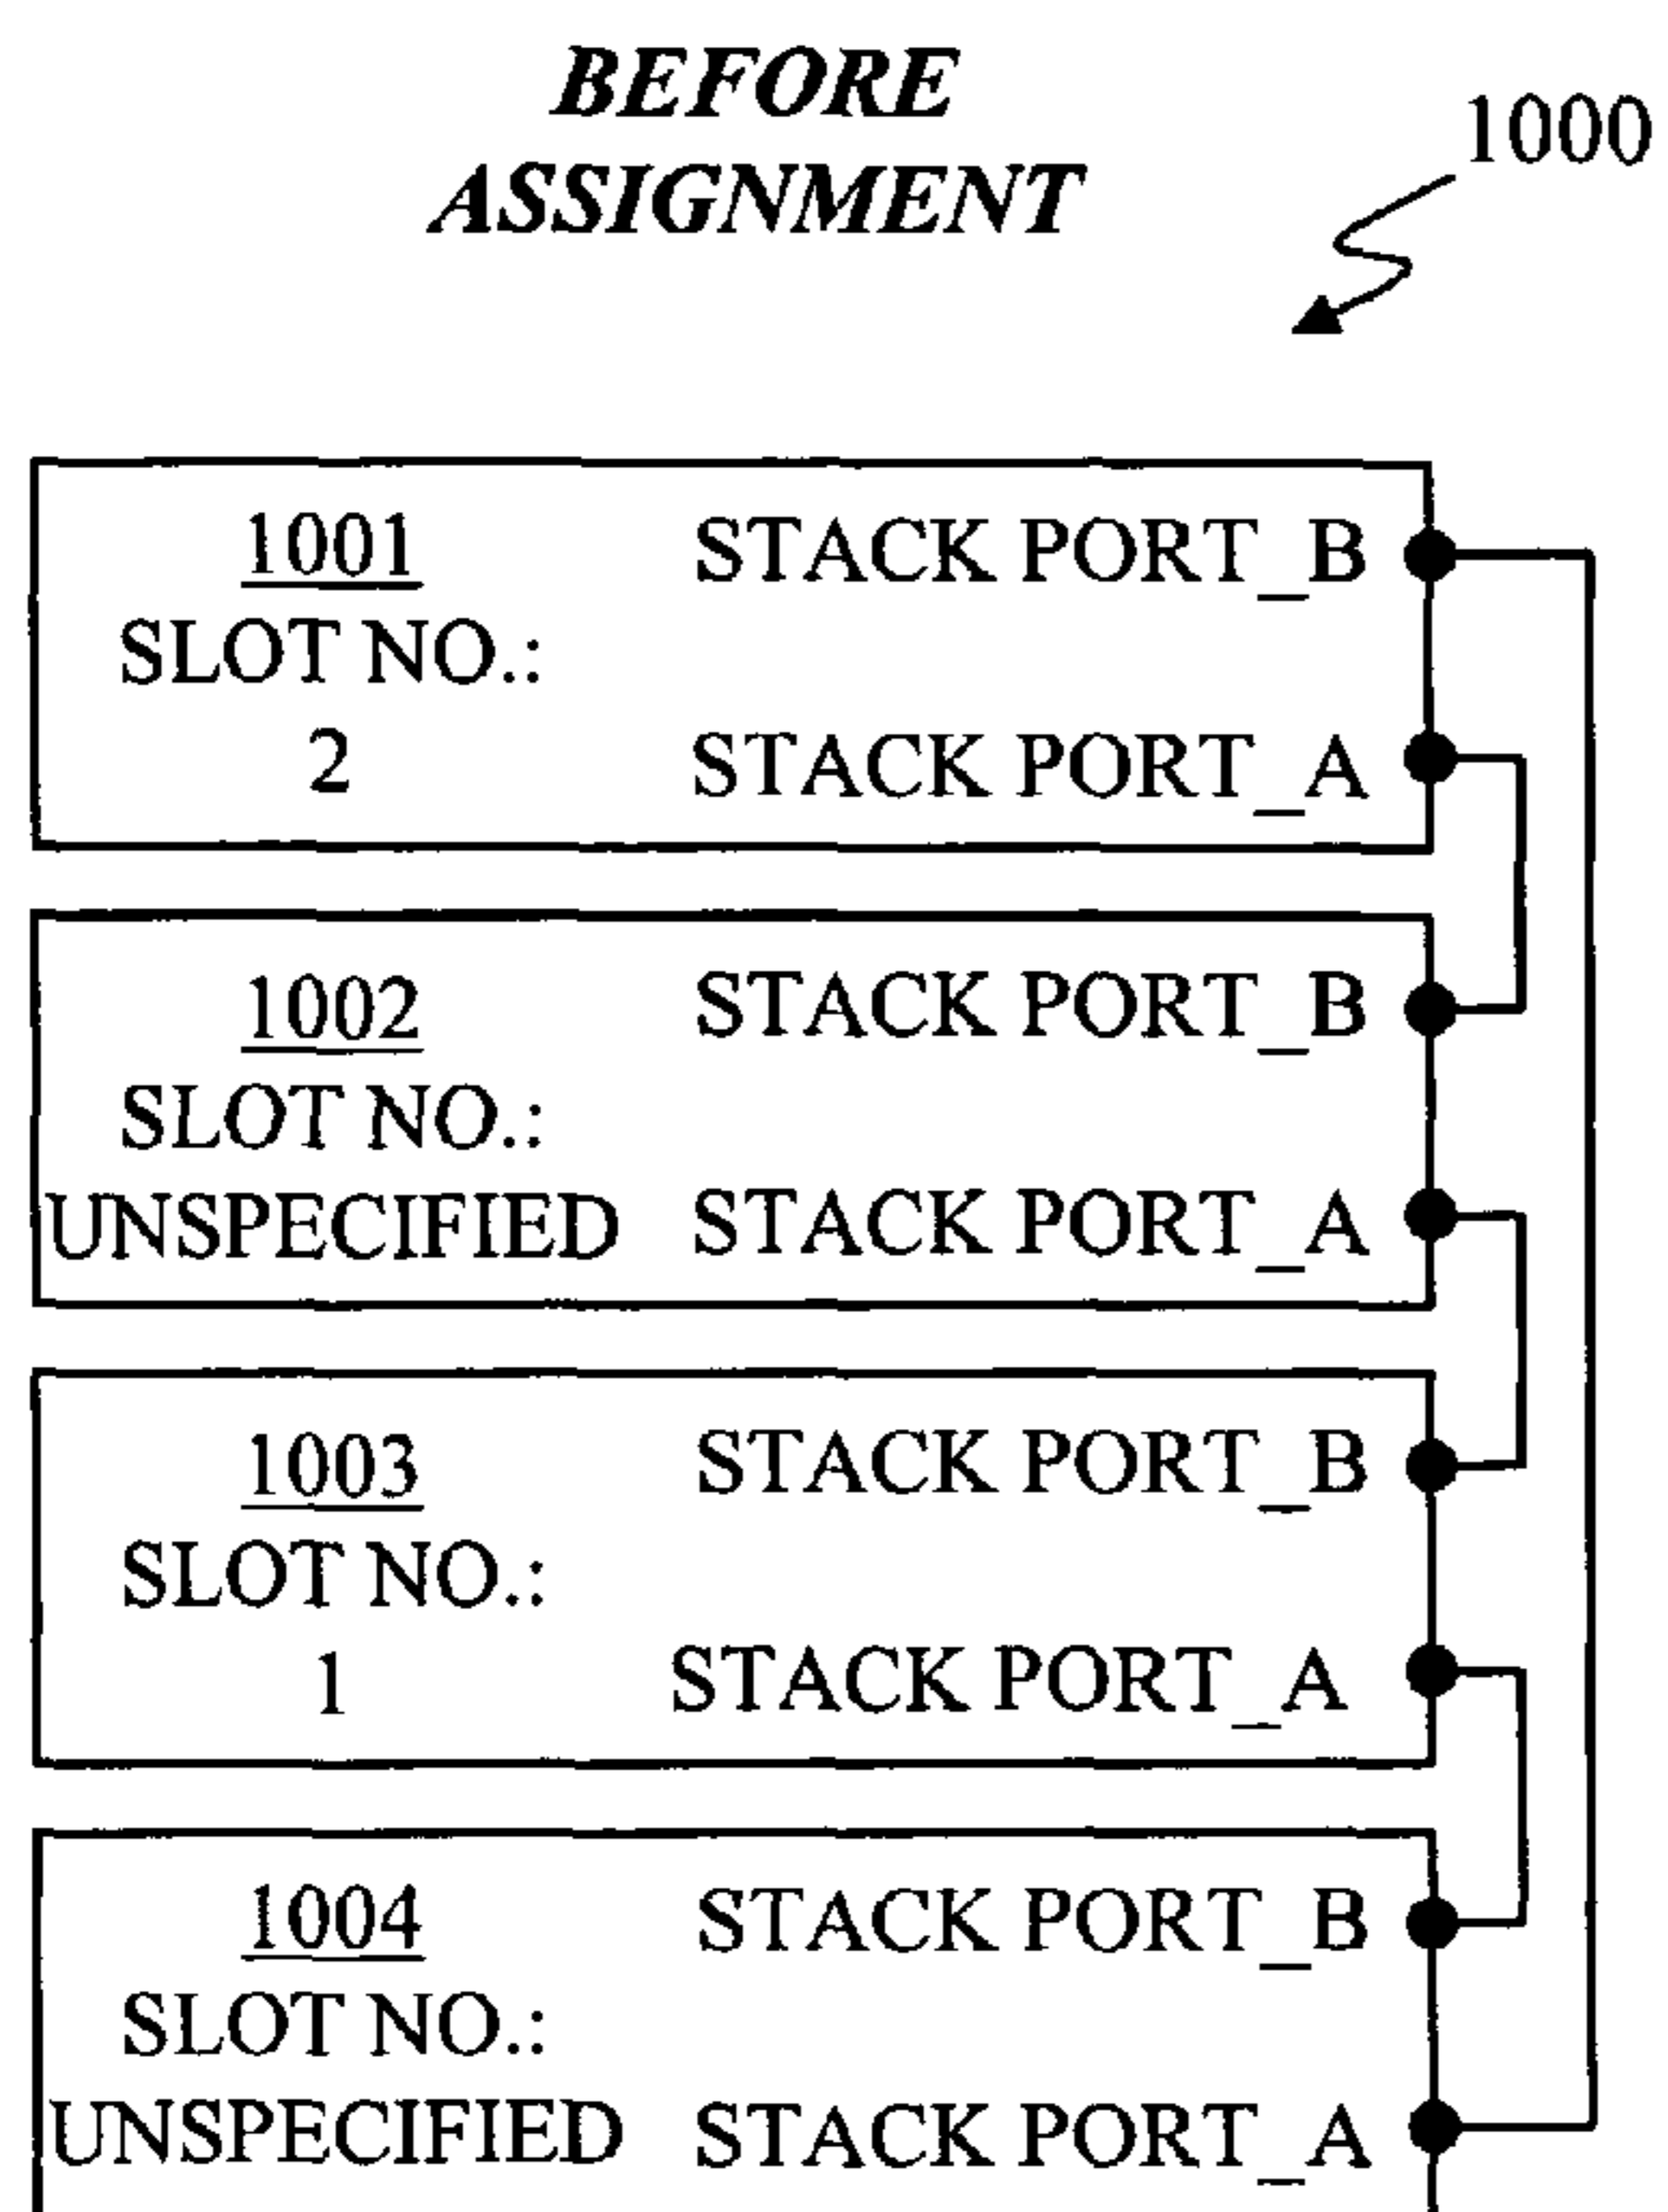 BEFORE
ASSIGNMENT
1000
1001
STACK PORT_B
SLOT NO.:
2
STACK PORT_A
1002
STACK PORT_B
SLOT NO.:
UNSPECIFIED
STACK PORT_A
1003
STACK PORT_B
SLOT NO.:
1
STACK PORT_A
1004
STACK PORT_B
SLOT NO.:
UNSPECIFIED
STACK PORT_A